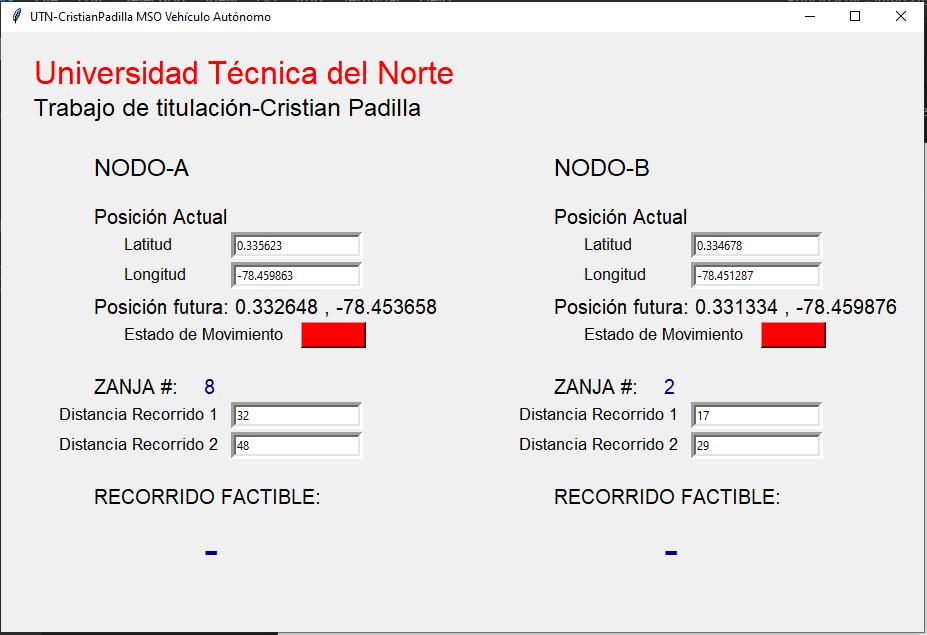 UTN-CristianPadilla MSO Vehículo Autónomo
Universidad Técnica del Norte
Trabajo de titulación-Cristian Padilla
NODO-A
Posición Actual
Latitud 0.335623
Longitud -78.459863
Posición futura: 0.332648 , -78.453658
Estado de Movimiento
ZANJA #: 8
Distancia Recorrido 1 32
Distancia Recorrido 2 48
RECORRIDO FACTIBLE:
-
NODO-B
Posición Actual
Latitud 0.334678
Longitud -78.451287
Posición futura: 0.331334 , -78.459876
Estado de Movimiento
ZANJA #: 2
Distancia Recorrido 1 17
Distancia Recorrido 2 29
RECORRIDO FACTIBLE:
-